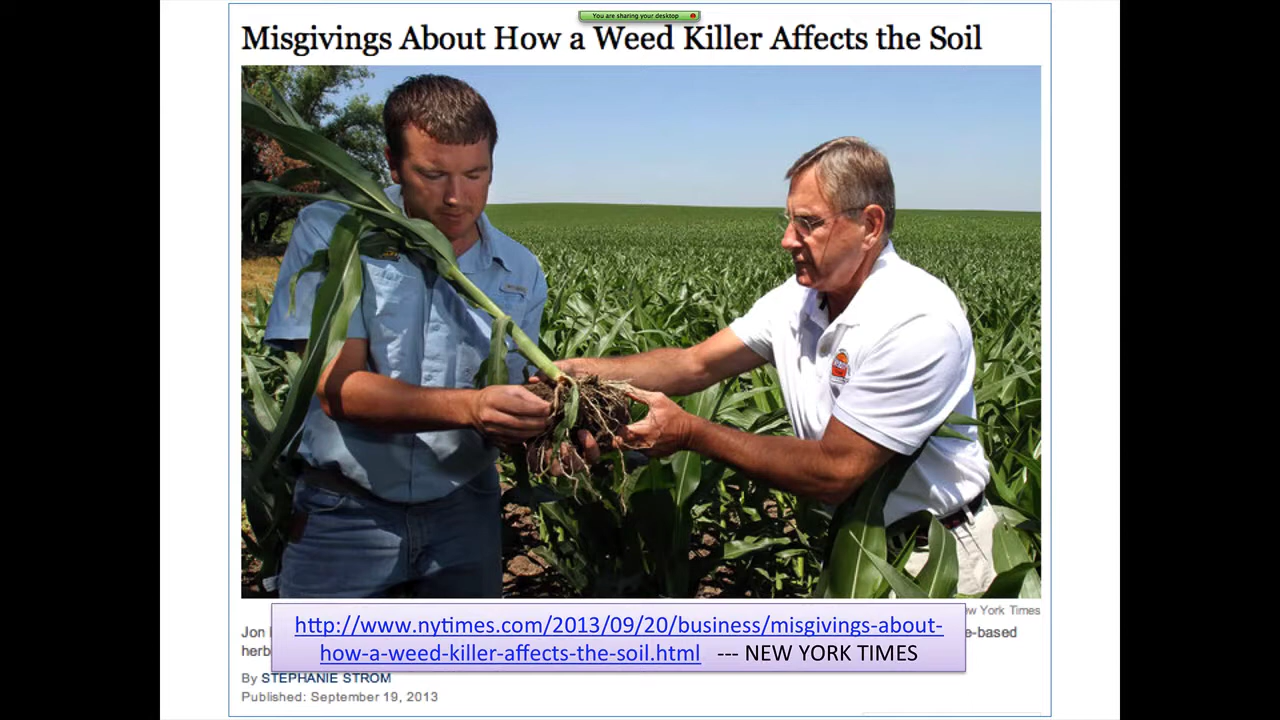 You are sharing your desktop
Misgivings About How a Weed Killer Affects the Soil
ew York Times
http://www.nytimes.com/2013/09/20/business/misgivings-about-
how-a-weed-killer-affects-the-soil.html --- NEW YORK TIMES
Jon e-based
herb
By STEPHANIE STROM
Published: September 19, 2013